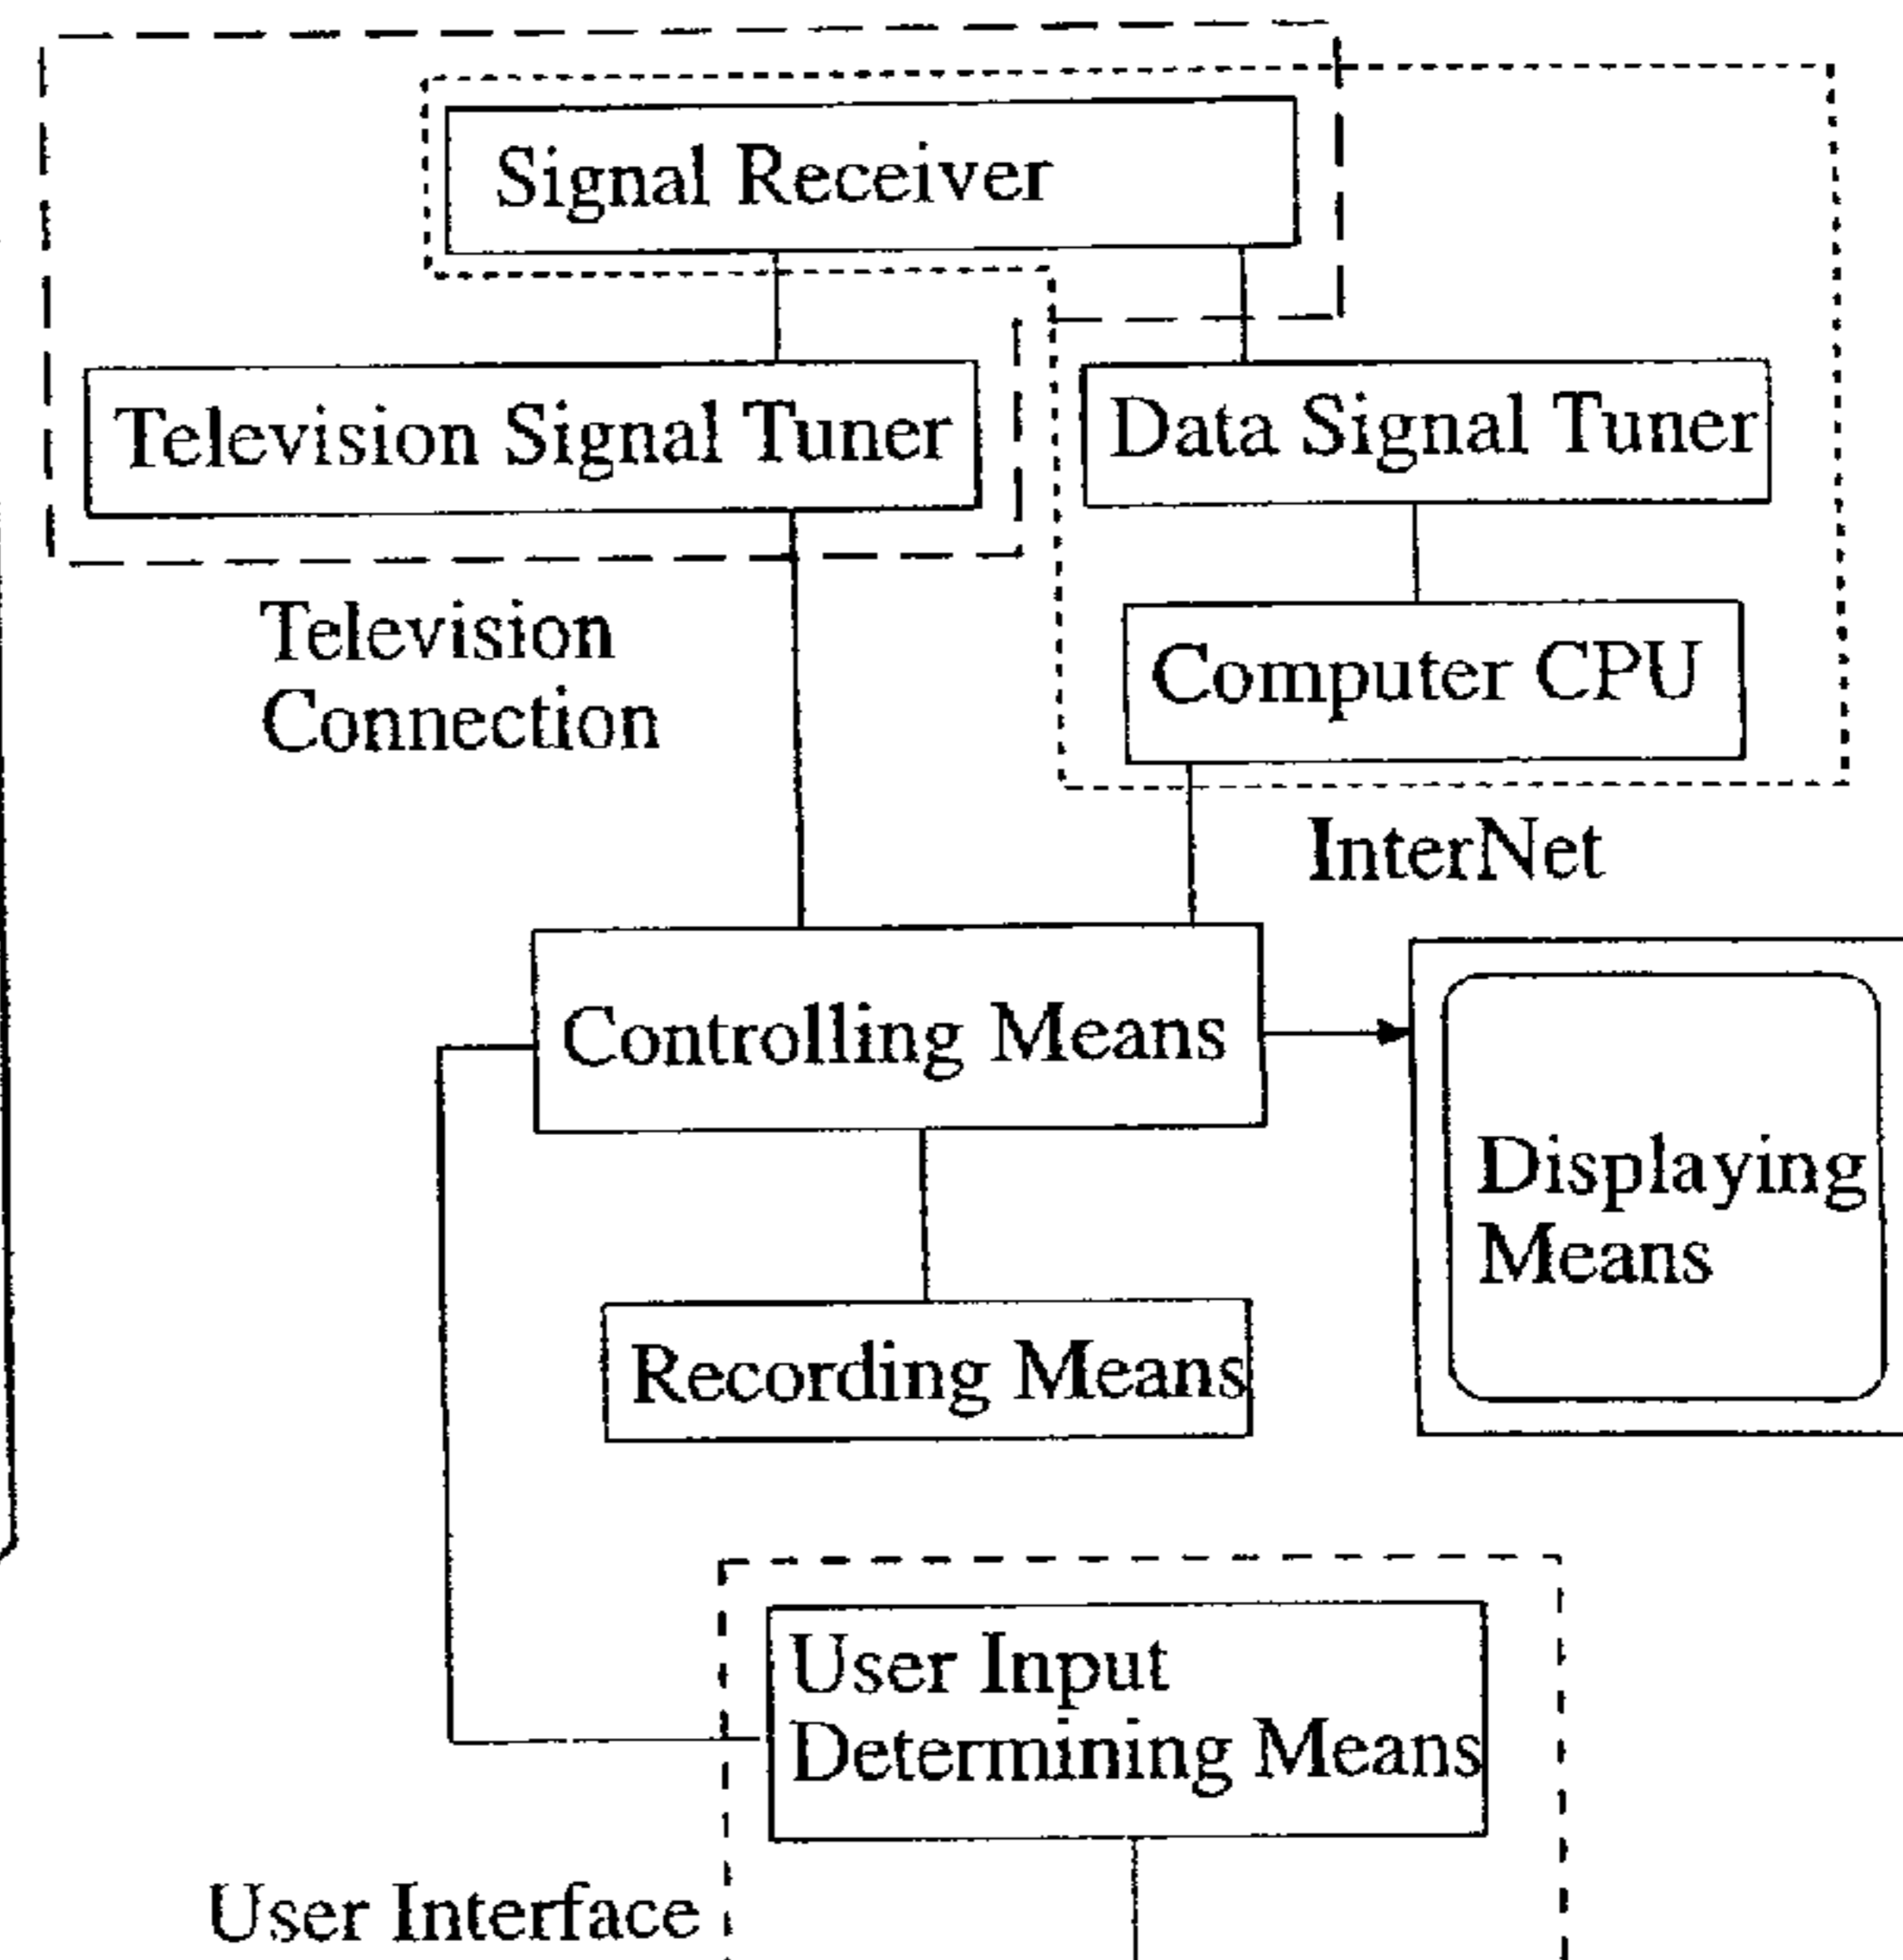 Signal Receiver
Television Signal Tuner
Data Signal Tuner
Television
Connection
Computer CPU
InterNet
Controlling Means
Displaying
Means
Recording Means
User Input
Determining Means
User Interface